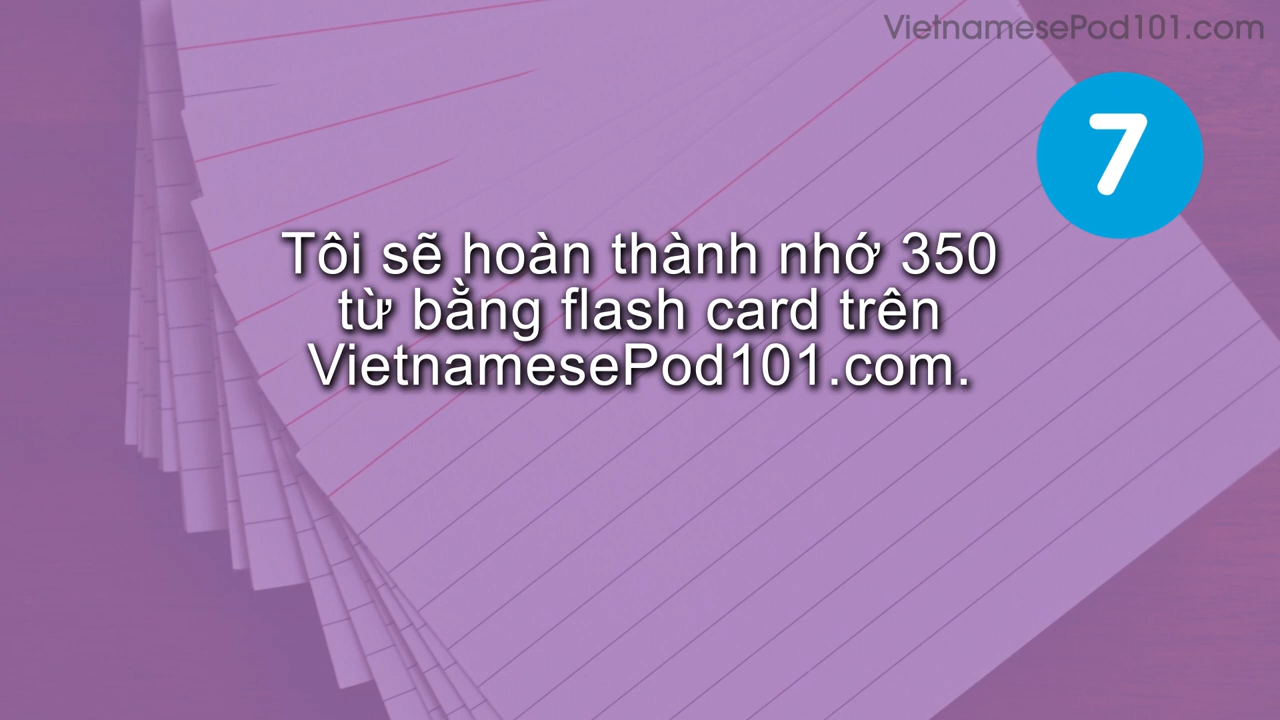 VietnamesePod101.com
7
Tôi sẽ hoàn thành nhớ 350
từ bằng flash card trên
VietnamesePod101.com.